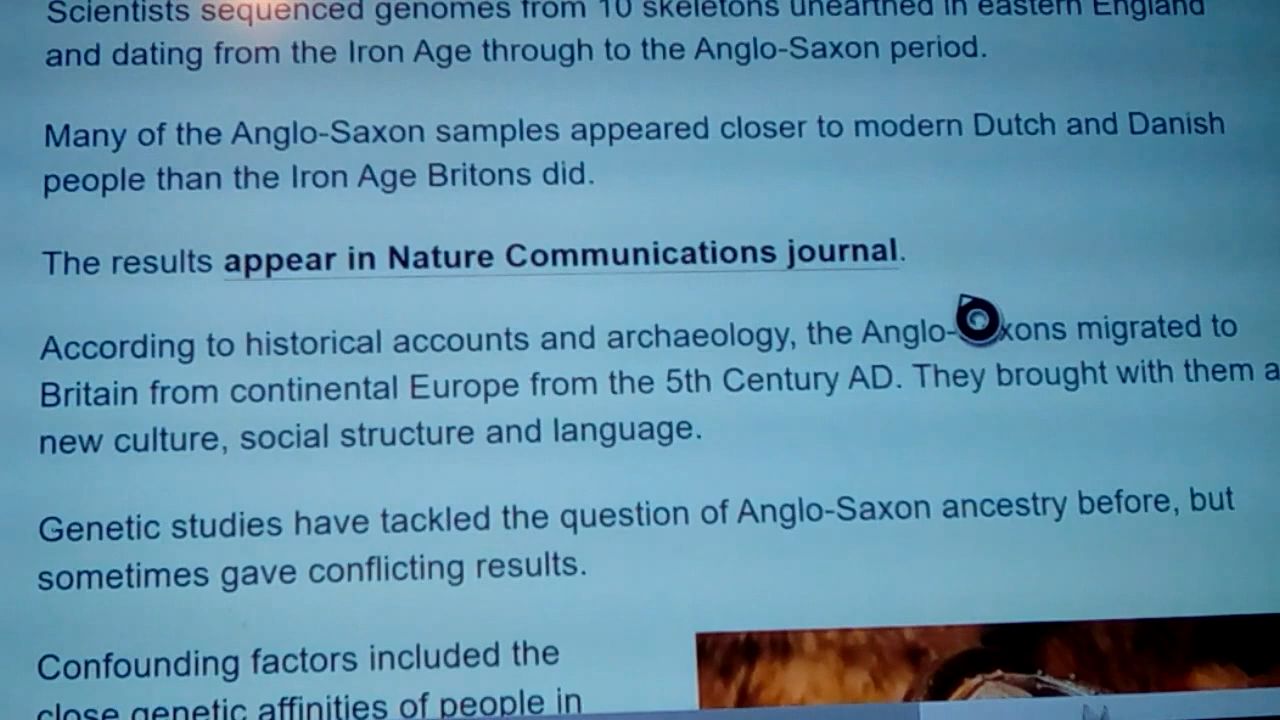 Scientists sequenced genomes from 10 skeletons unearthed in eastern England
and dating from the Iron Age through to the Anglo-Saxon period.
Many of the Anglo-Saxon samples appeared closer to modern Dutch and Danish
people than the Iron Age Britons did.
The results appear in Nature Communications journal.
According to historical accounts and archaeology, the Anglo- xons migrated to
Britain from continental Europe from the 5th Century AD. They brought with them a
new culture, social structure and language.
Genetic studies have tackled the question of Anglo-Saxon ancestry before, but
sometimes gave conflicting results.
Confounding factors included the
close genetic affinities of people in